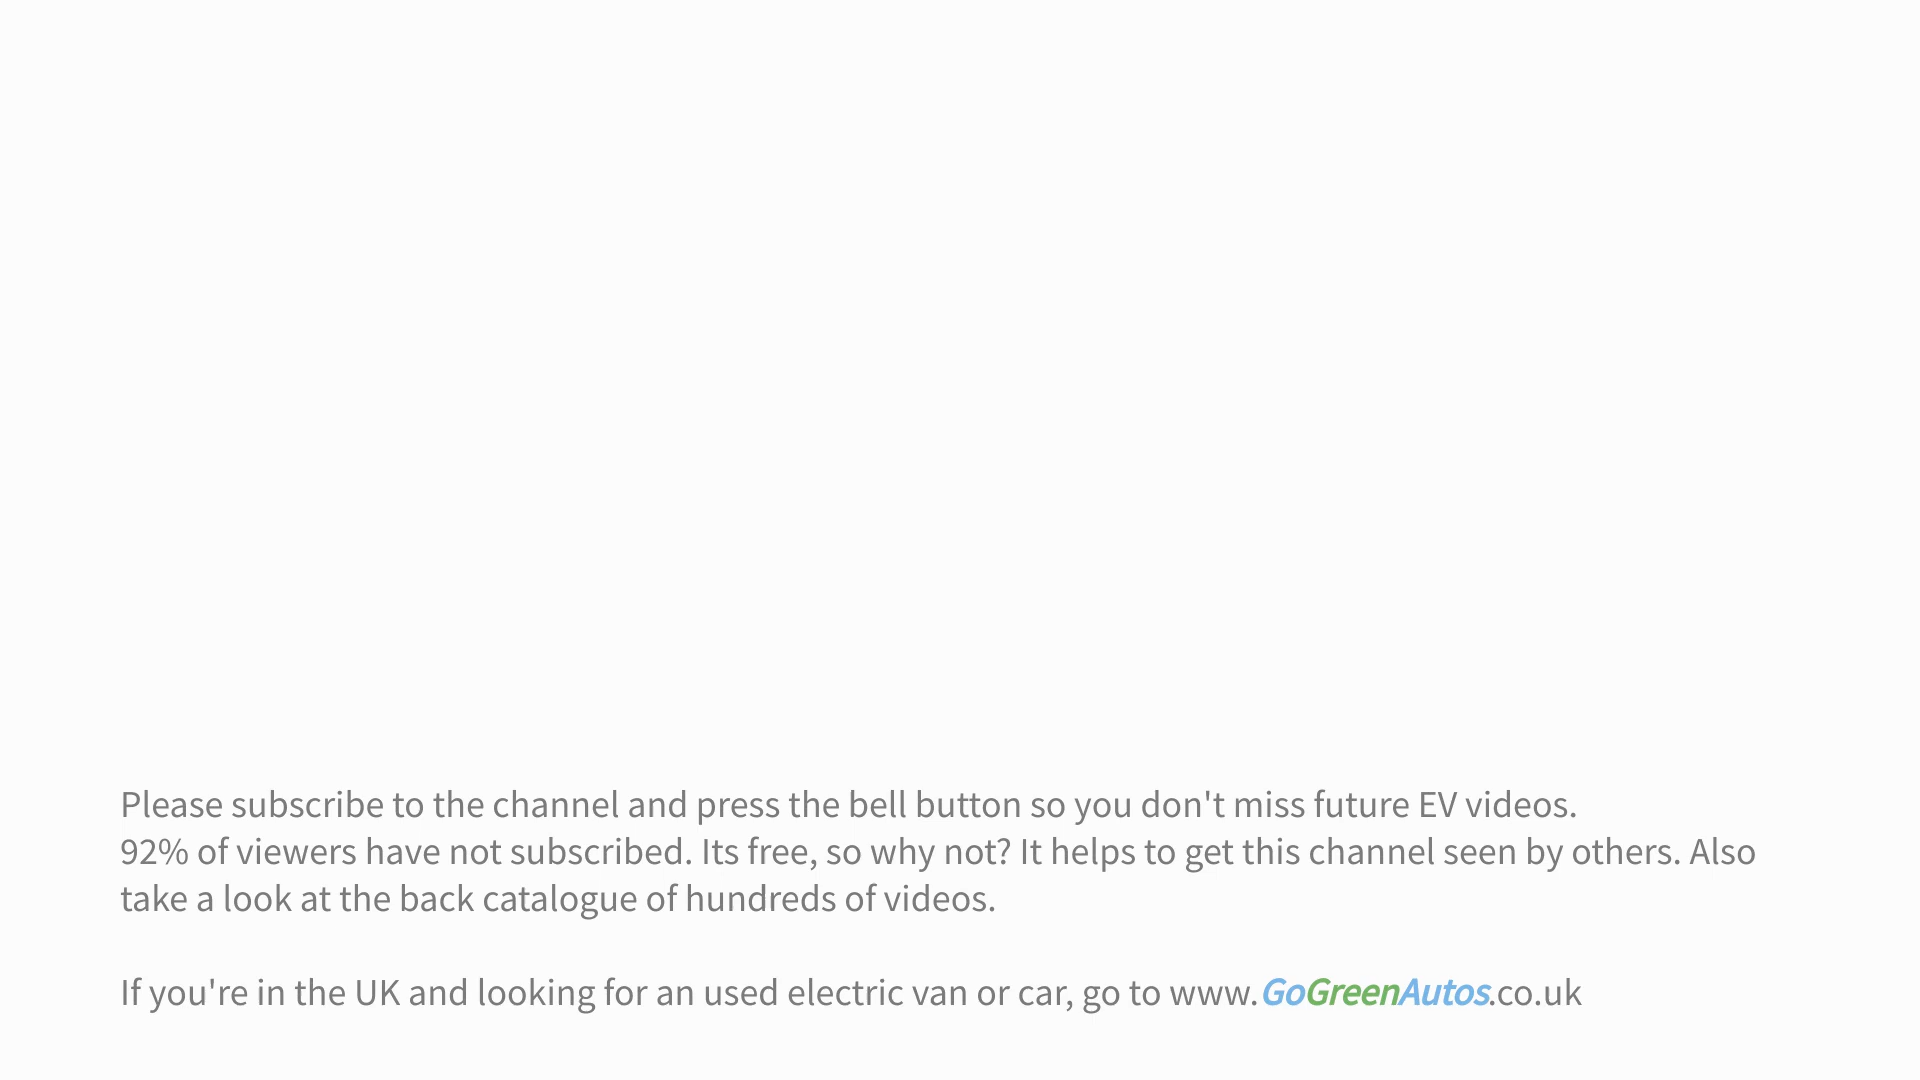 Please subscribe to the channel and press the bell button so you don't miss future EV videos.
92% of viewers have not subscribed. Its free, so why not? It helps to get this channel seen by others. Also
take a look at the back catalogue of hundreds of videos.
If you're in the UK and looking for an used electric van or car, go to www.GoGreenAutos.co.uk